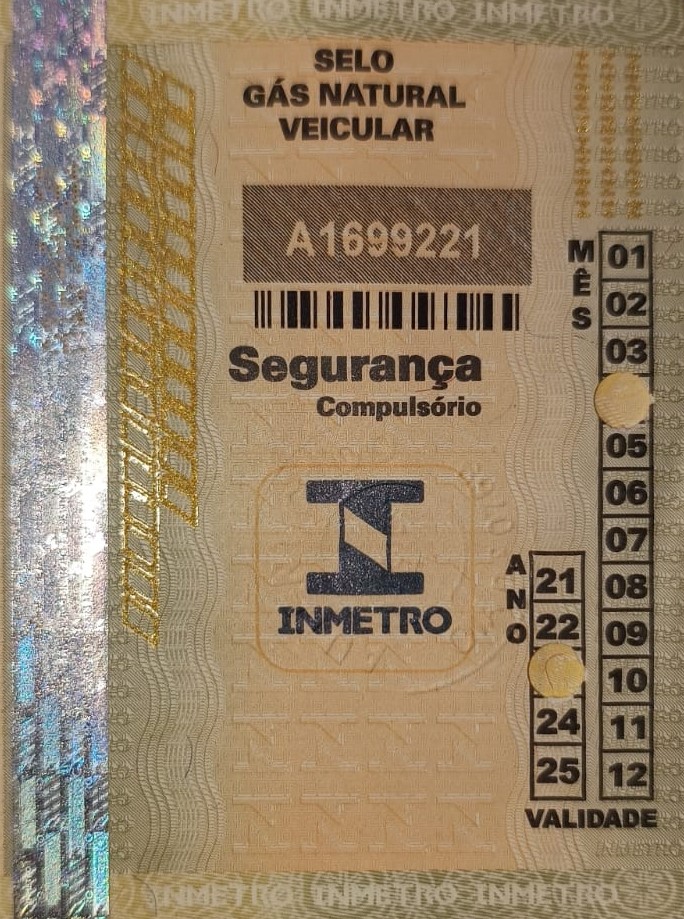 INMETRO INMETRO INMETRO
SELO
GÁS NATURAL
VEICULAR
A1699221
Segurança
Compulsório
INMETRO
MÊS
01
02
03
05
06
07
08
09
10
11
12
ANO
21
22
24
25
VALIDADE
INMETRO INMETRO INMETRO